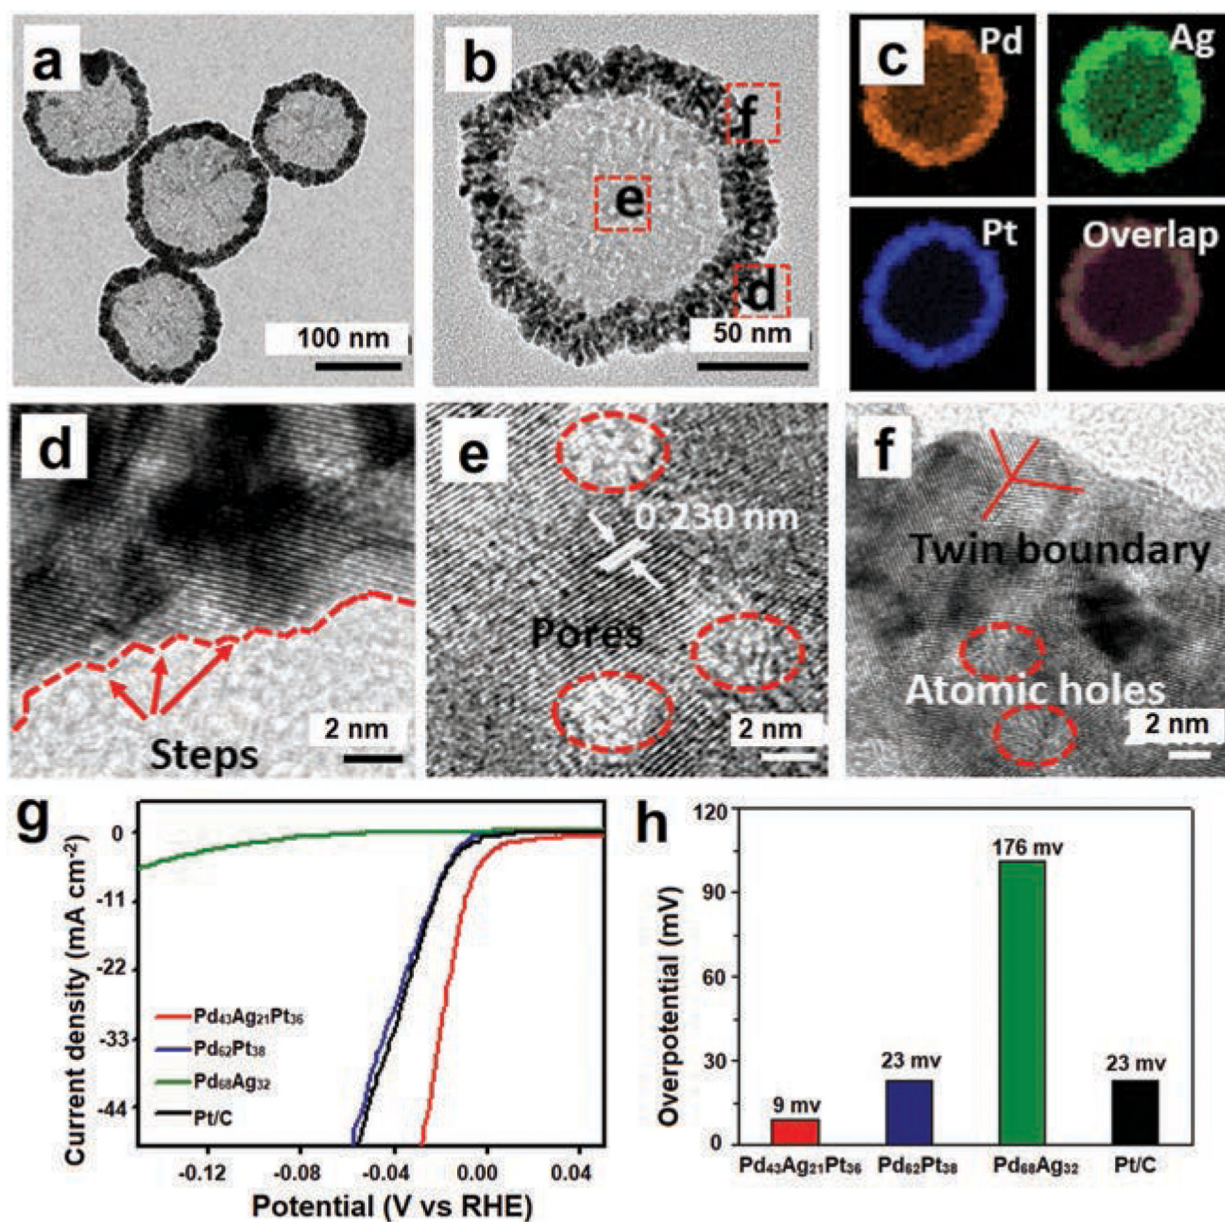 a
100 nm
b
f
e
d
50 nm
c
Pd
Ag
Pt
Overlap
d
Steps
2 nm
e
0.230 nm
Pores
2 nm
f
Twin boundary
Atomic holes
2 nm
g
Current density (mA cm-2)
0
-11
-22
-33
-44
Pd43Ag21Pt36
Pd62Pt38
Pd68Ag32
Pt/C
-0.12 -0.08 -0.04 0.00 0.04
Potential (V vs RHE)
h
Overpotential (mV)
120
90
60
30
0
9 mv
23 mv
176 mv
23 mv
Pd43Ag21Pt36 Pd62Pt38 Pd68Ag32 Pt/C